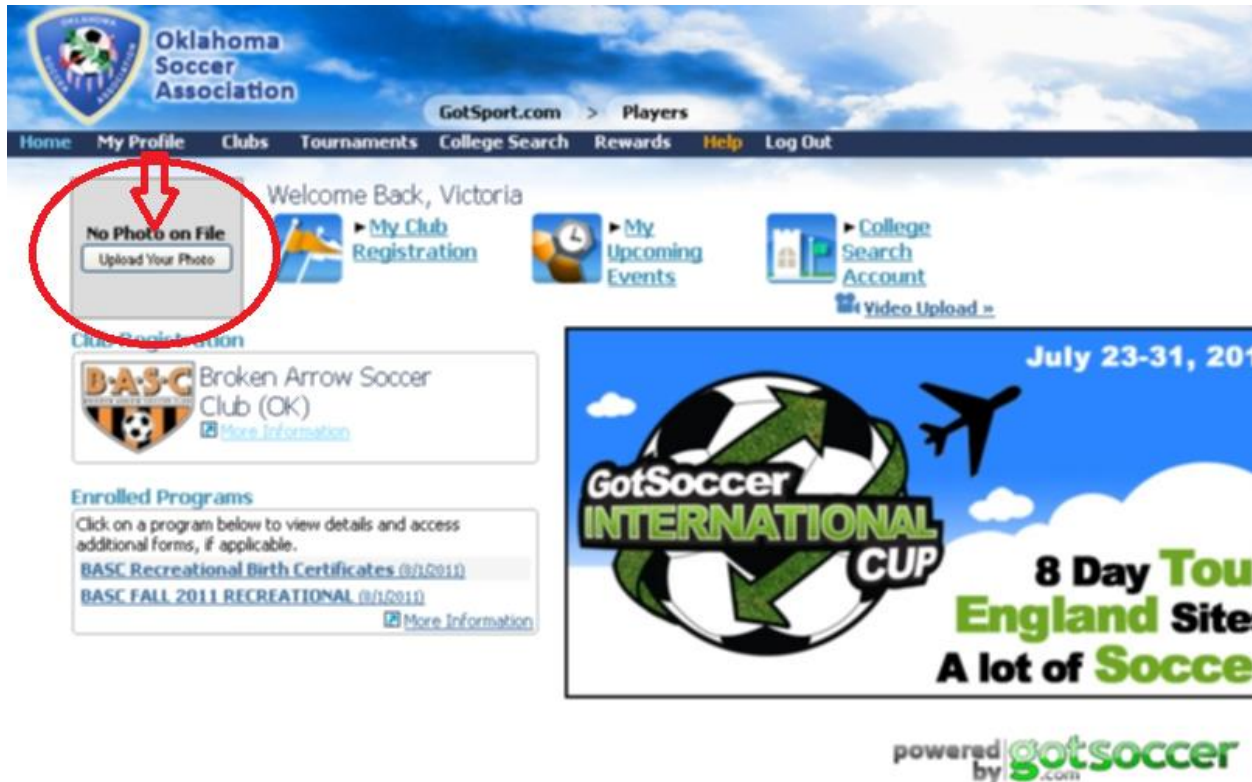 Oklahoma
Soccer
Association
GotSport.com > Players
Home My Profile Clubs Tournaments College Search Rewards Help Log Out
Welcome Back, Victoria
No Photo on File
Upload Your Photo
►My Club
Registration
►My
Upcoming
Events
►College
Search
Account
Video Upload »
Club Registration
B·A·S·C
Broken Arrow Soccer
Club (OK)
More Information
Enrolled Programs
Click on a program below to view details and access
additional forms, if applicable.
BASC Recreational Birth Certificates (8/1/2011)
BASC FALL 2011 RECREATIONAL (8/1/2011)
More Information
July 23-31, 201
GotSoccer
INTERNATIONAL
CUP
8 Day Tou
England Site
A lot of Socce
powered by gotsoccer
.com